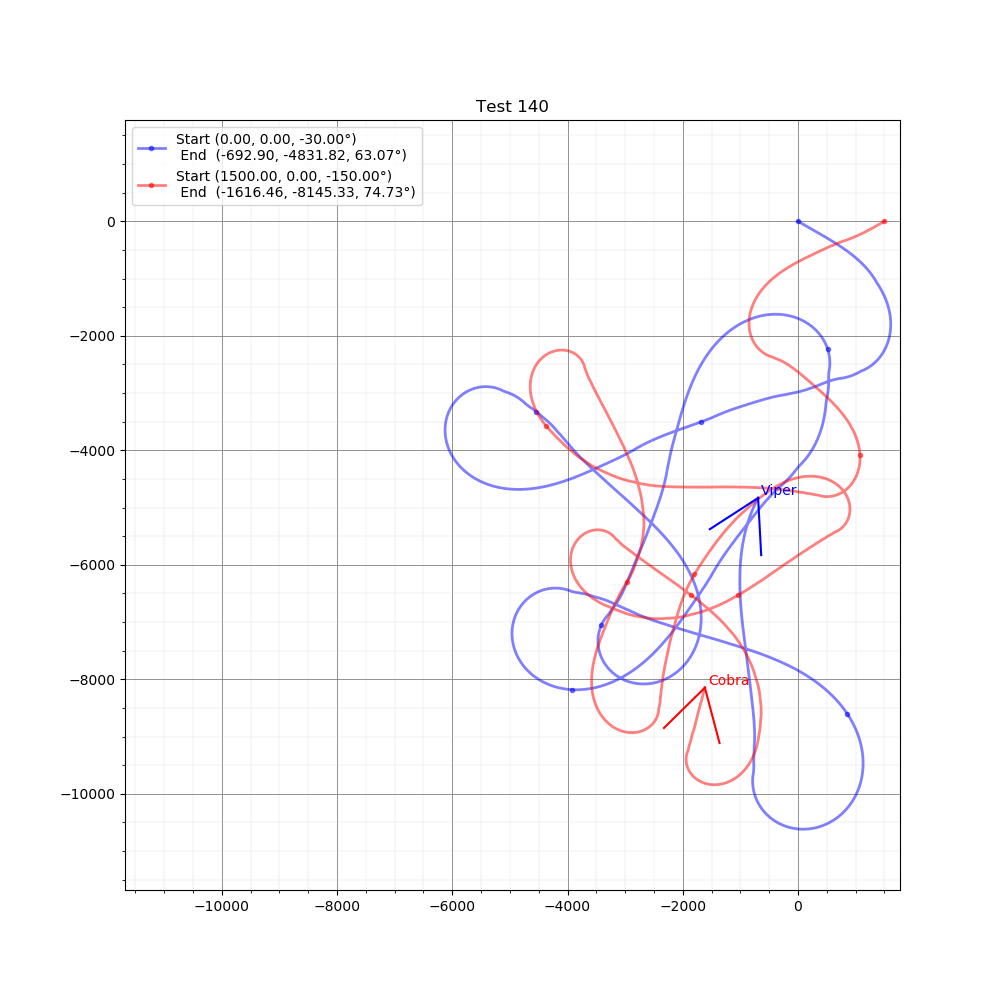 Test 140
Start (0.00, 0.00, -30.00°)
End (-692.90, -4831.82, 63.07°)
Start (1500.00, 0.00, -150.00°)
End (-1616.46, -8145.33, 74.73°)
0
−2000
−4000
−6000
−8000
−10000
Viper
Cobra
−10000
−8000
−6000
−4000
−2000
0